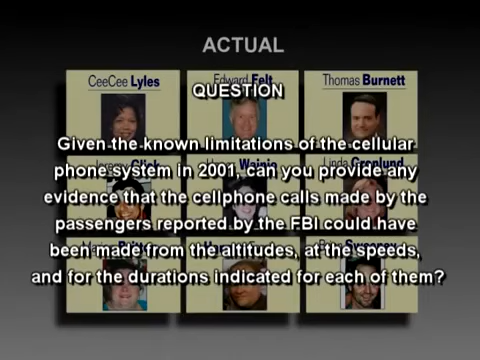 ACTUAL
CeeCee Lyles
Edward Felt
Thomas Burnett
QUESTION
Given the known limitations of the cellular
phone system in 2001, can you provide any
evidence that the cellphone calls made by the
passengers reported by the FBI could have
been made from the altitudes, at the speeds,
and for the durations indicated for each of them?
Jeremy Glick
Linda Gronlund